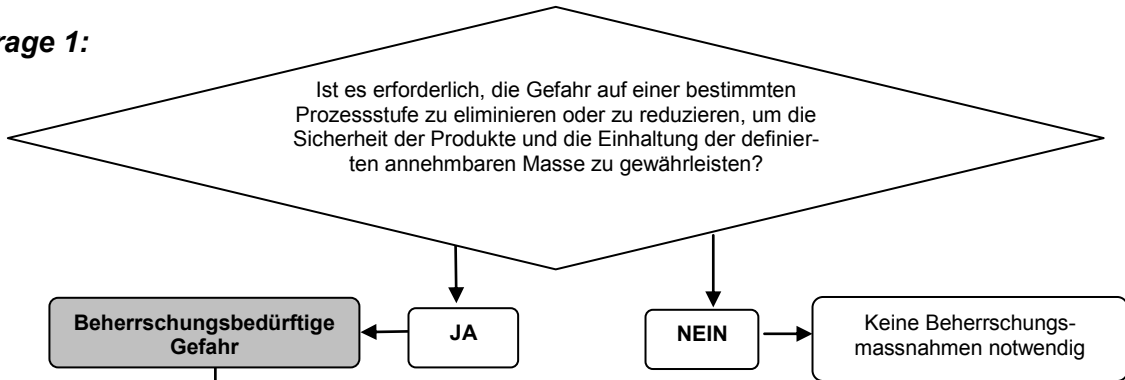 rage 1:
Ist es erforderlich, die Gefahr auf einer bestimmten
Prozessstufe zu eliminieren oder zu reduzieren, um die
Sicherheit der Produkte und die Einhaltung der definier-
ten annehmbaren Masse zu gewährleisten?
Beherrschungsbedürftige
Gefahr
JA
NEIN
Keine Beherrschungs-
massnahmen notwendig